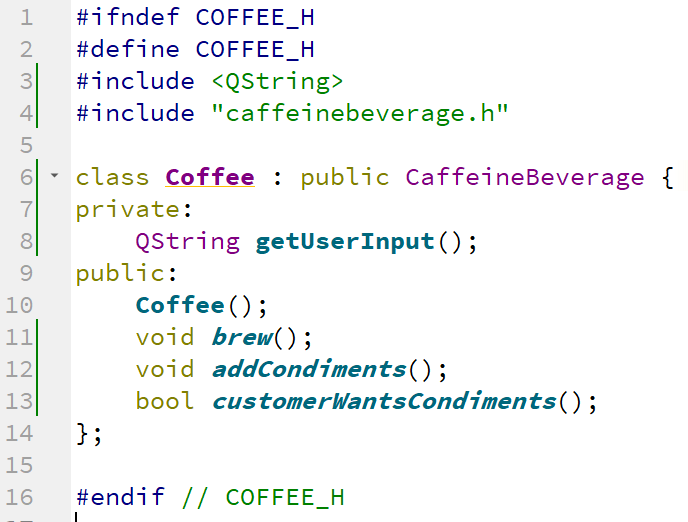 1 #ifndef COFFEE_H
2 #define COFFEE_H
3 #include <QString>
4 #include "caffeinebeverage.h"
5
6 class Coffee : public CaffeineBeverage {
7 private:
8     QString getUserInput();
9 public:
10     Coffee();
11     void brew();
12     void addCondiments();
13     bool customerWantsCondiments();
14 };
15
16 #endif // COFFEE_H